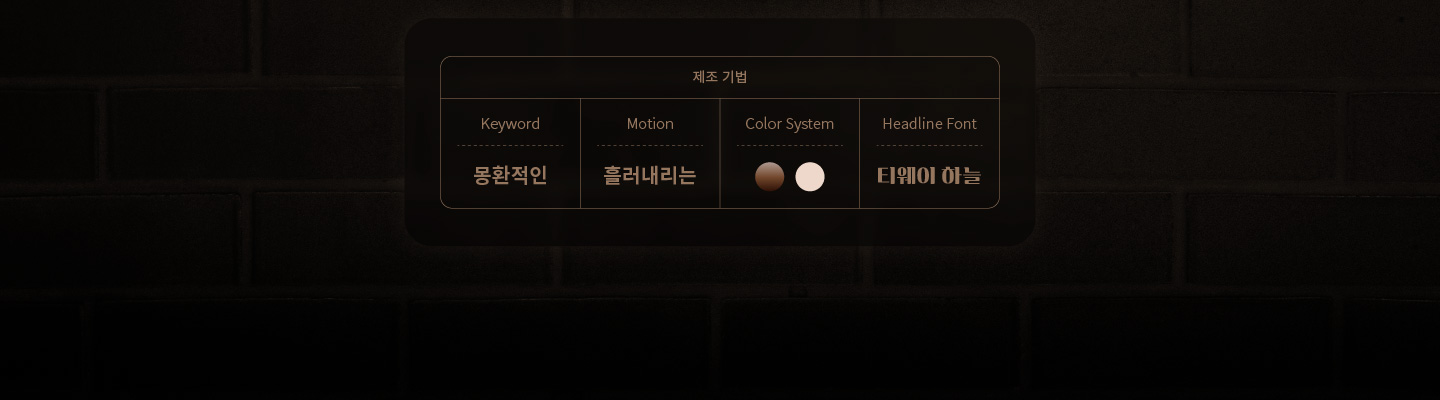 제조 기법
Keyword
Motion
Color System
Headline Font
몽환적인
흘러내리는
티웨이 하늘